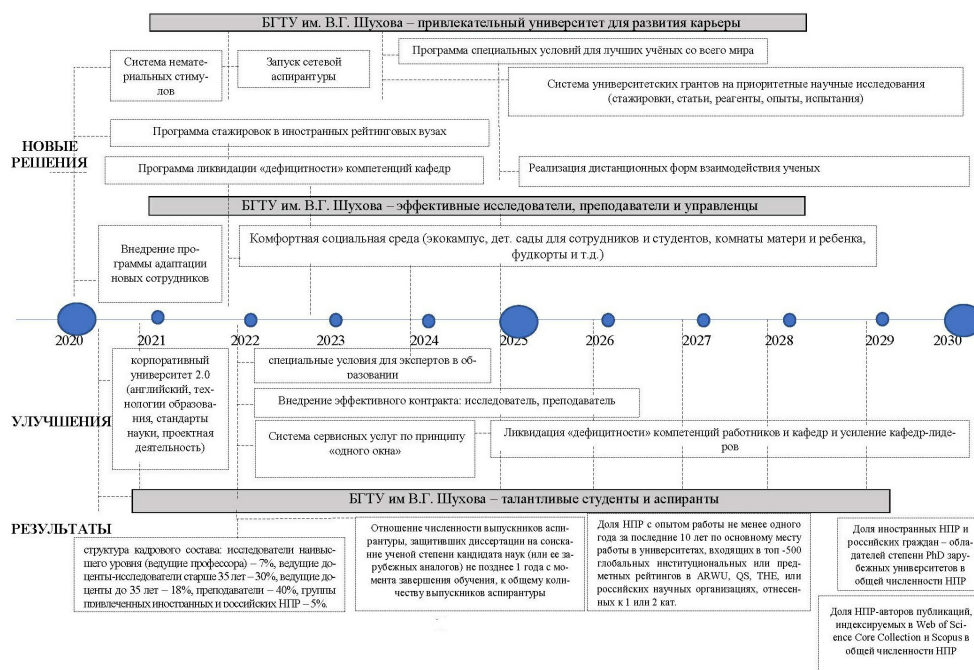 БГТУ им. В.Г. Шухова – привлекательный университет для развития карьеры
Программа специальных условий для лучших учёных со всего мира
Система нема-
териальных
стиму-
лов
Запуск сетевой
аспирантуры
Система университетских грантов на приоритетные научные исследования
(стажировки, статьи, реагенты, опыты, испытания)
НОВЫЕ
РЕШЕНИЯ
Программа стажировок в иностранных рейтинговых вузах
Программа ликвидации «дефицитности» компетенций кафедр
Реализация дистанционных форм взаимодействия ученых
БГТУ им. В.Г. Шухова – эффективные исследователи, преподаватели и управленцы
Внедрение про-
граммы адаптации
новых сотрудников
Комфортная социальная среда (экокампус, дет. сады для сотрудников и студентов, комнаты матери и ребенка,
фудкорты и т.д.)
2020 2021 2022 2023 2024 2025 2026 2027 2028 2029 2030
УЛУЧШЕНИЯ
корпоративный
университет 2.0
(английский, тех-
нологии образова-
ния, стандарты
науки, проектная
деятельность)
специальные условия для экспертов в об-
разовании
Внедрение эффективного контракта: исследователь, преподаватель
Система сервисных услуг по принципу
«одного окна»
Ликвидация «дефицитности» компетенций работников и кафедр и усиление кафедр-лиде-
ров
БГТУ им В.Г. Шухова – талантливые студенты и аспиранты
РЕЗУЛЬТАТЫ
структура кадрового состава: исследователи наивыс-
шего уровня (ведущие профессора) – 7%, ведущие до-
центы-исследователи старше 35 лет – 30%, ведущие до-
центы до 35 лет – 18%, преподаватели – 40%, группы
привлеченных иностранных и российских НПР – 5%.
Отношение численности выпускников аспи-
рантуры, защитивших диссертации на соиска-
ние ученой степени кандидата наук (или ее за-
рубежных аналогов) не позднее 1 года с мо-
мента завершения обучения, к общему коли-
честву выпускников аспирантуры
Доля НПР с опытом работы не менее одного
года за последние 10 лет по основному месту
работы в университетах, входящих в топ -500
глобальных институциональных или пред-
метных рейтингов в ARWU, QS, THE, или
российских научных организациях, отнесен-
ных к 1 или 2 кат.
Доля иностранных НПР и
российских граждан – обла-
дателей степени PhD зару-
бежных университетов в
общей численности НПР
Доля НПР-авторов публикаций,
индексируемых в Web of Sci-
ence Core Collection и Scopus в
общей численности НПР